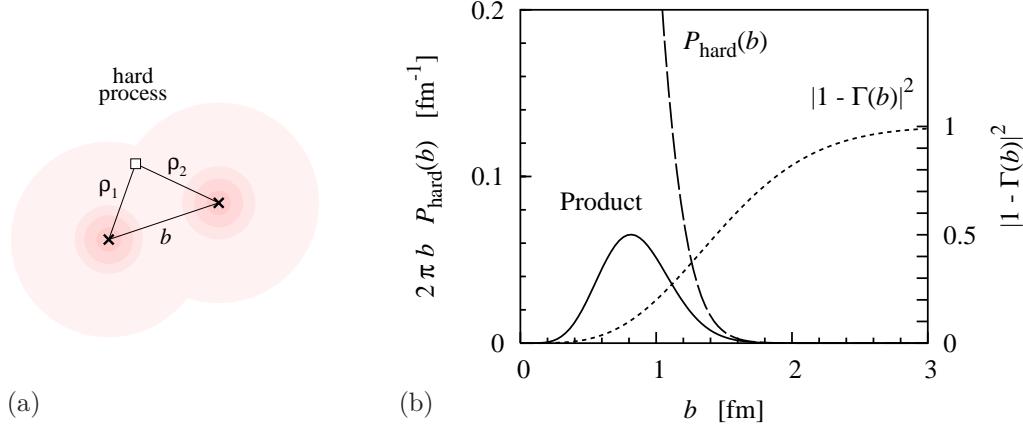 hard
process
ρ1
ρ2
b
(a)
0.2
0.1
0
2 π b P_hard(b) [fm^-1]
P_hard(b)
|1 - Γ(b)|^2
Product
1
0.5
0
|1 - Γ(b)|^2
0 1 2 3
b [fm]
(b)